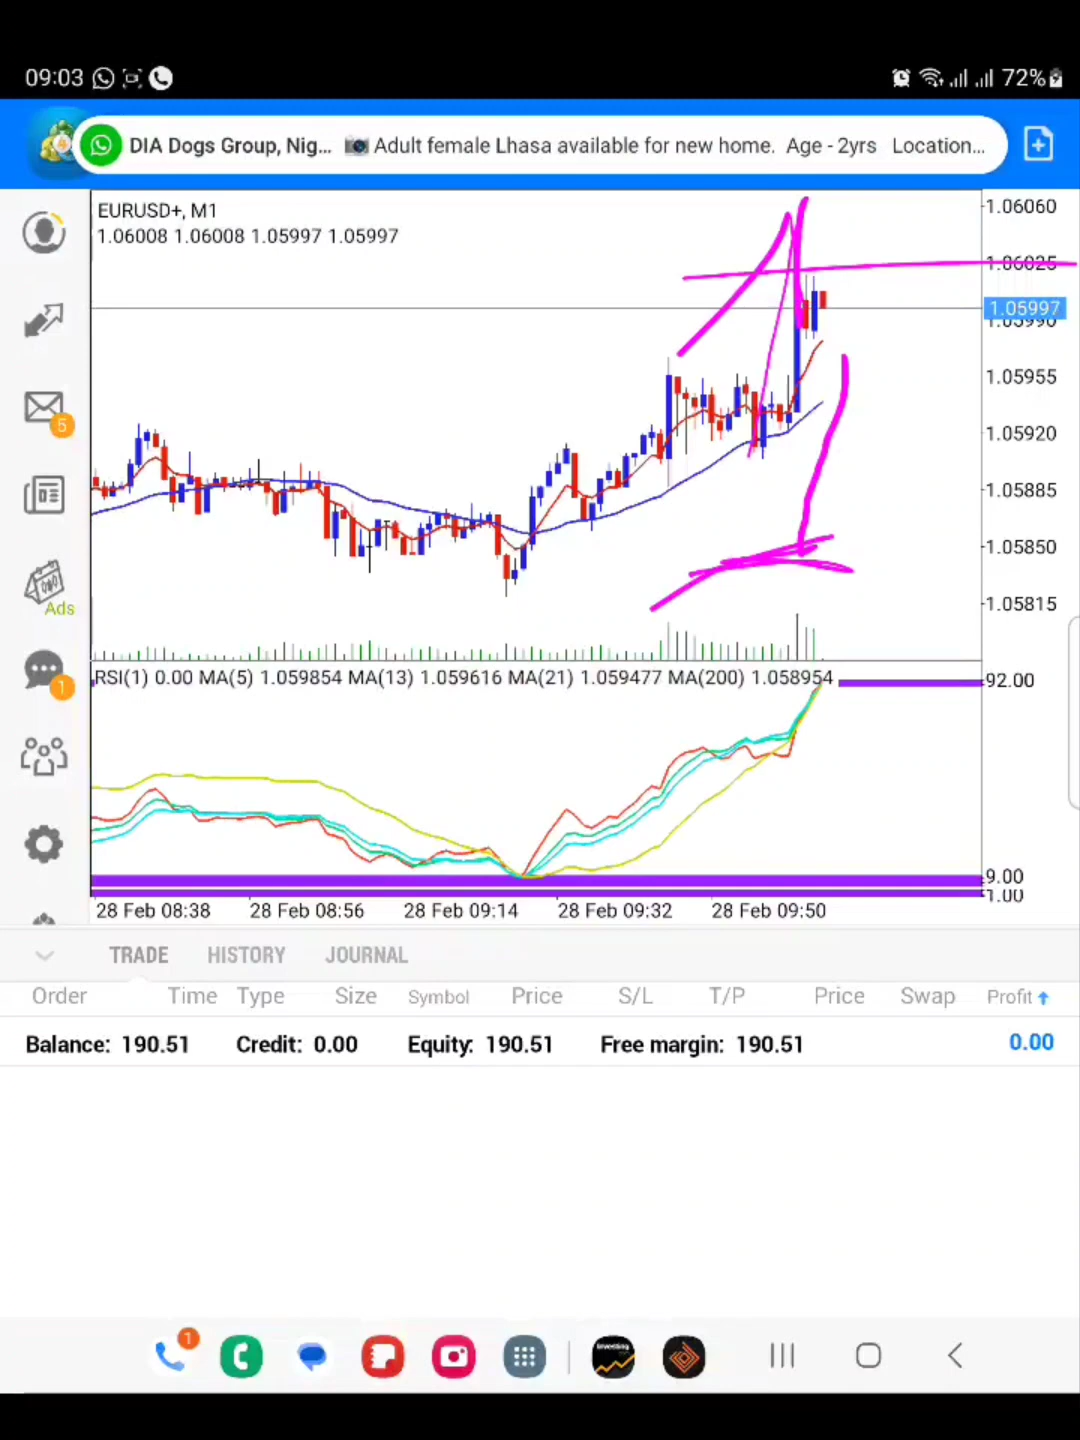 09:03
72%
DIA Dogs Group, Nig... Adult female Lhasa available for new home. Age - 2yrs Location...
EURUSD+, M1
1.06008 1.06008 1.05997 1.05997
1.06060
1.06025
1.05997
1.05990
1.05955
1.05920
1.05885
1.05850
1.05815
5
Ads
1
RSI(1) 0.00 MA(5) 1.059854 MA(13) 1.059616 MA(21) 1.059477 MA(200) 1.058954
92.00
9.00
1.00
28 Feb 08:38 28 Feb 08:56 28 Feb 09:14 28 Feb 09:32 28 Feb 09:50
TRADE HISTORY JOURNAL
Order Time Type Size Symbol Price S/L T/P Price Swap Profit
Balance: 190.51 Credit: 0.00 Equity: 190.51 Free margin: 190.51 0.00
1
Investing